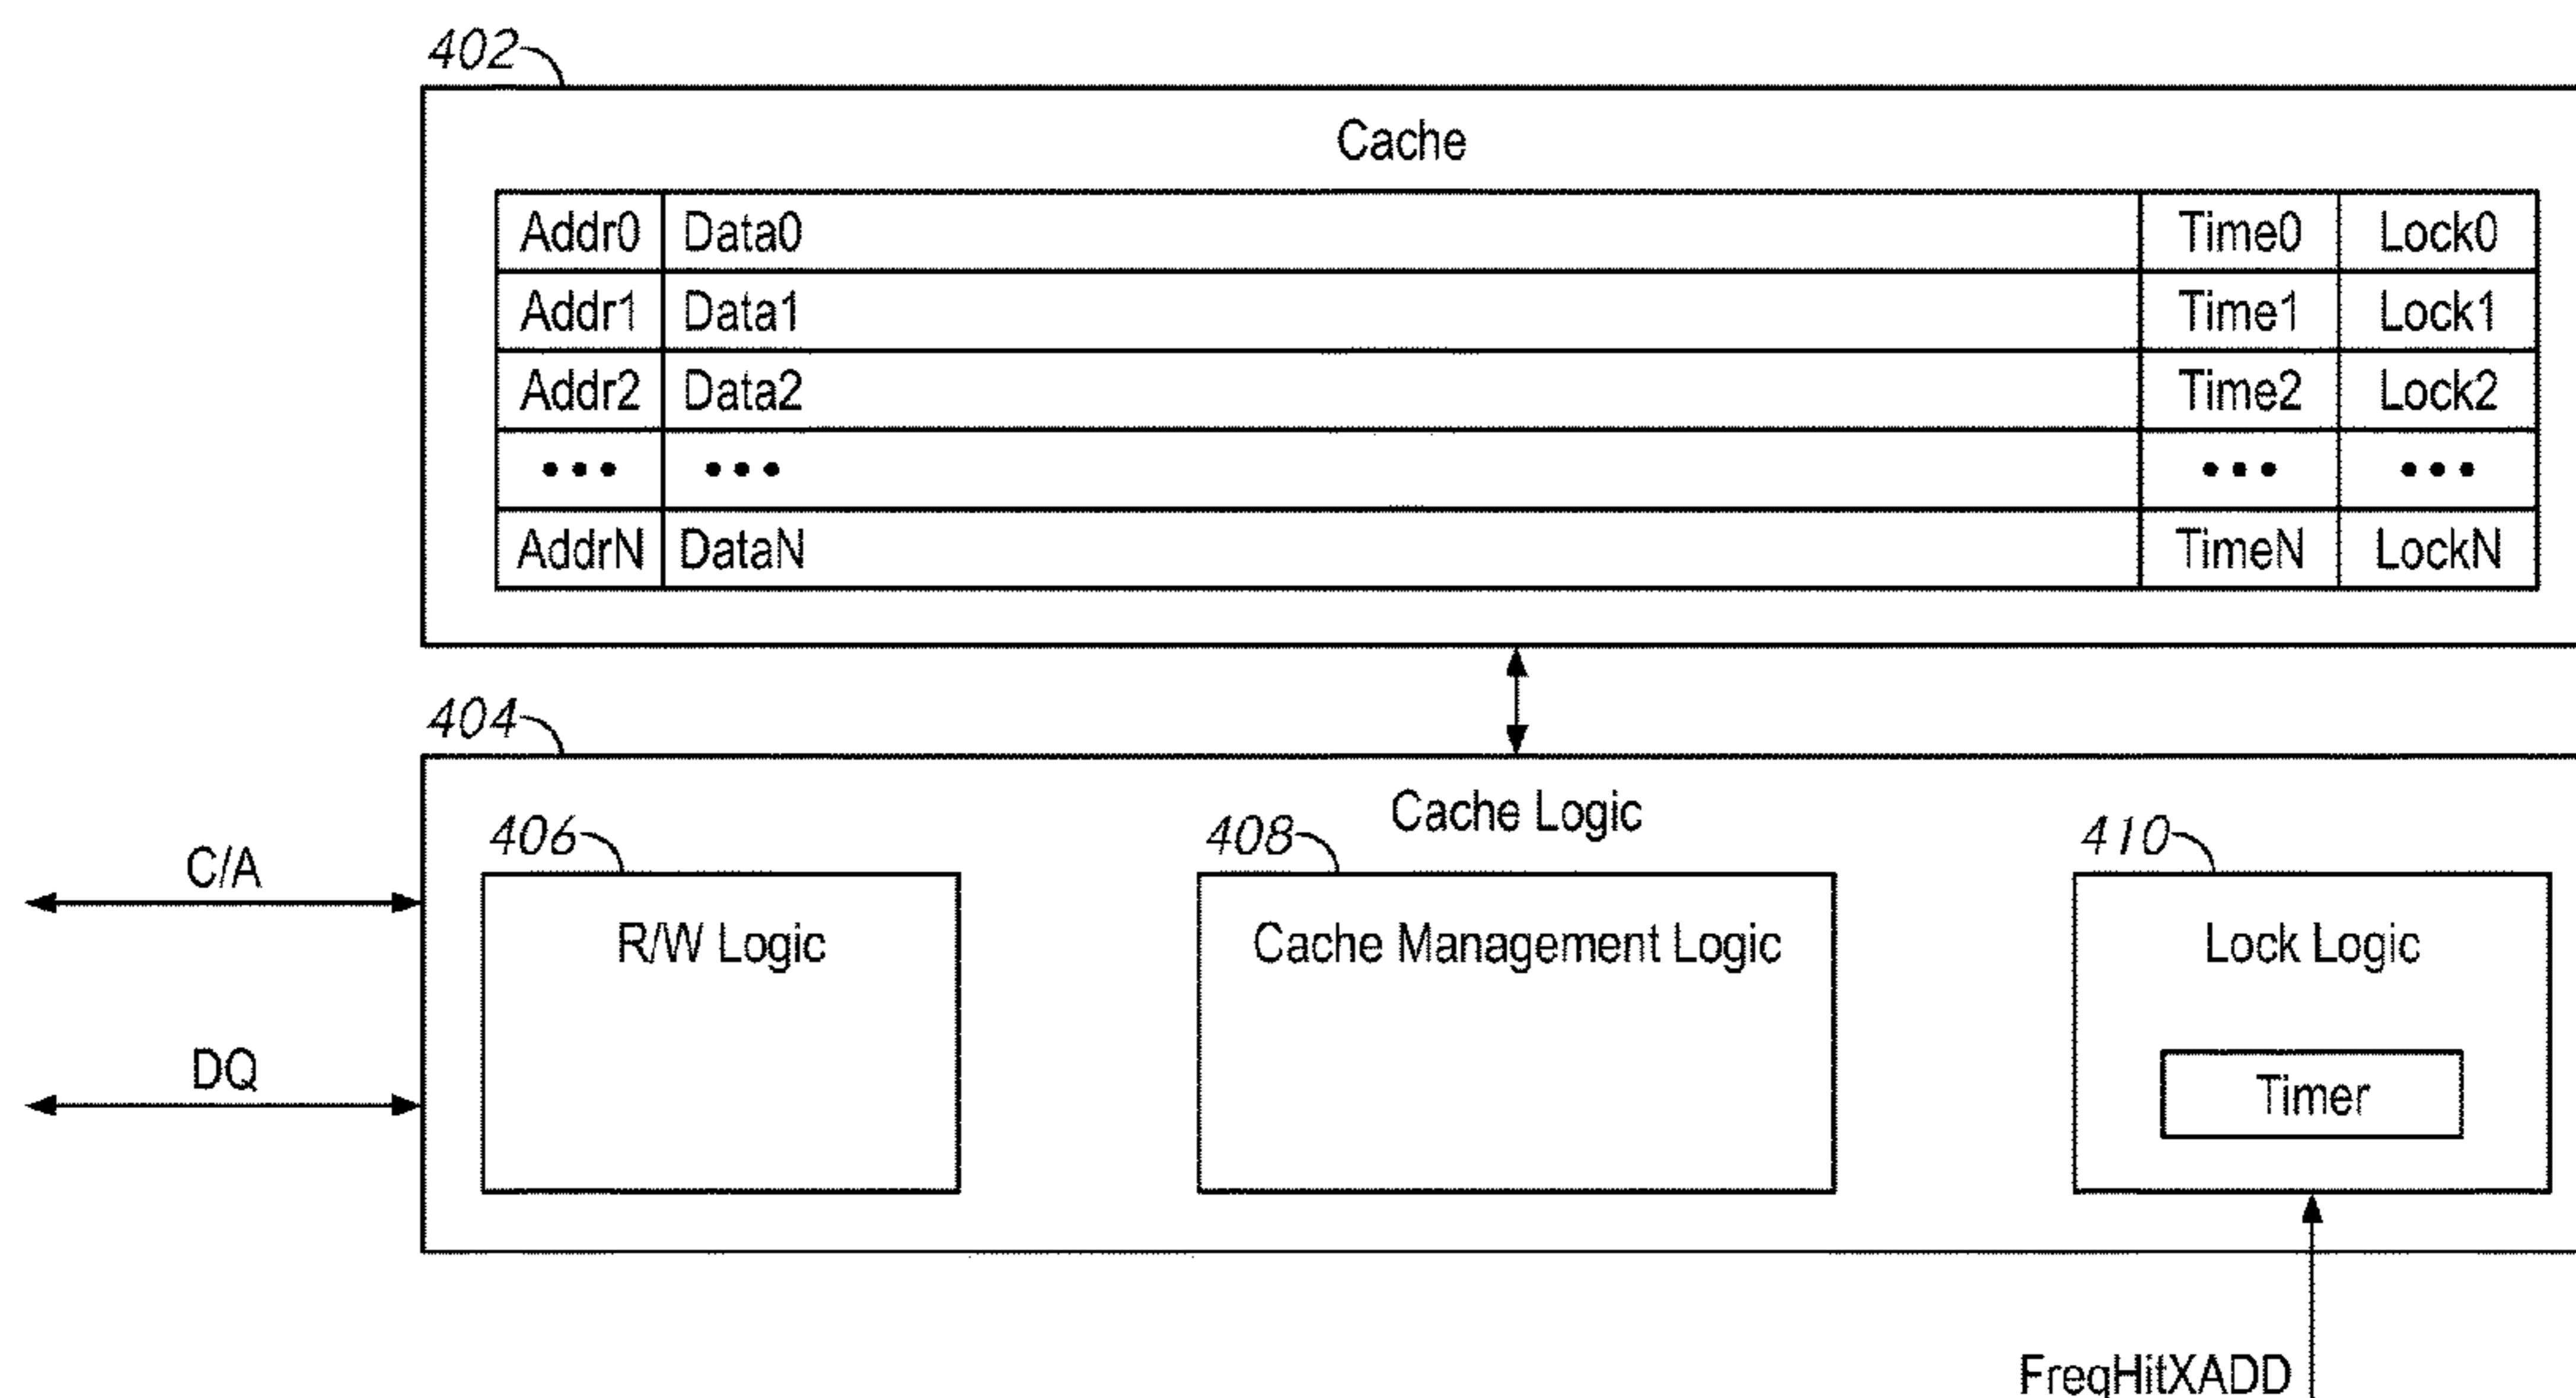 402
Cache
Addr0 Data0 Time0 Lock0
Addr1 Data1 Time1 Lock1
Addr2 Data2 Time2 Lock2
••• ••• ••• •••
AddrN DataN TimeN LockN
404
Cache Logic
406 408 410
C/A
R/W Logic Cache Management Logic Lock Logic
DQ
Timer
FreqHitXADD